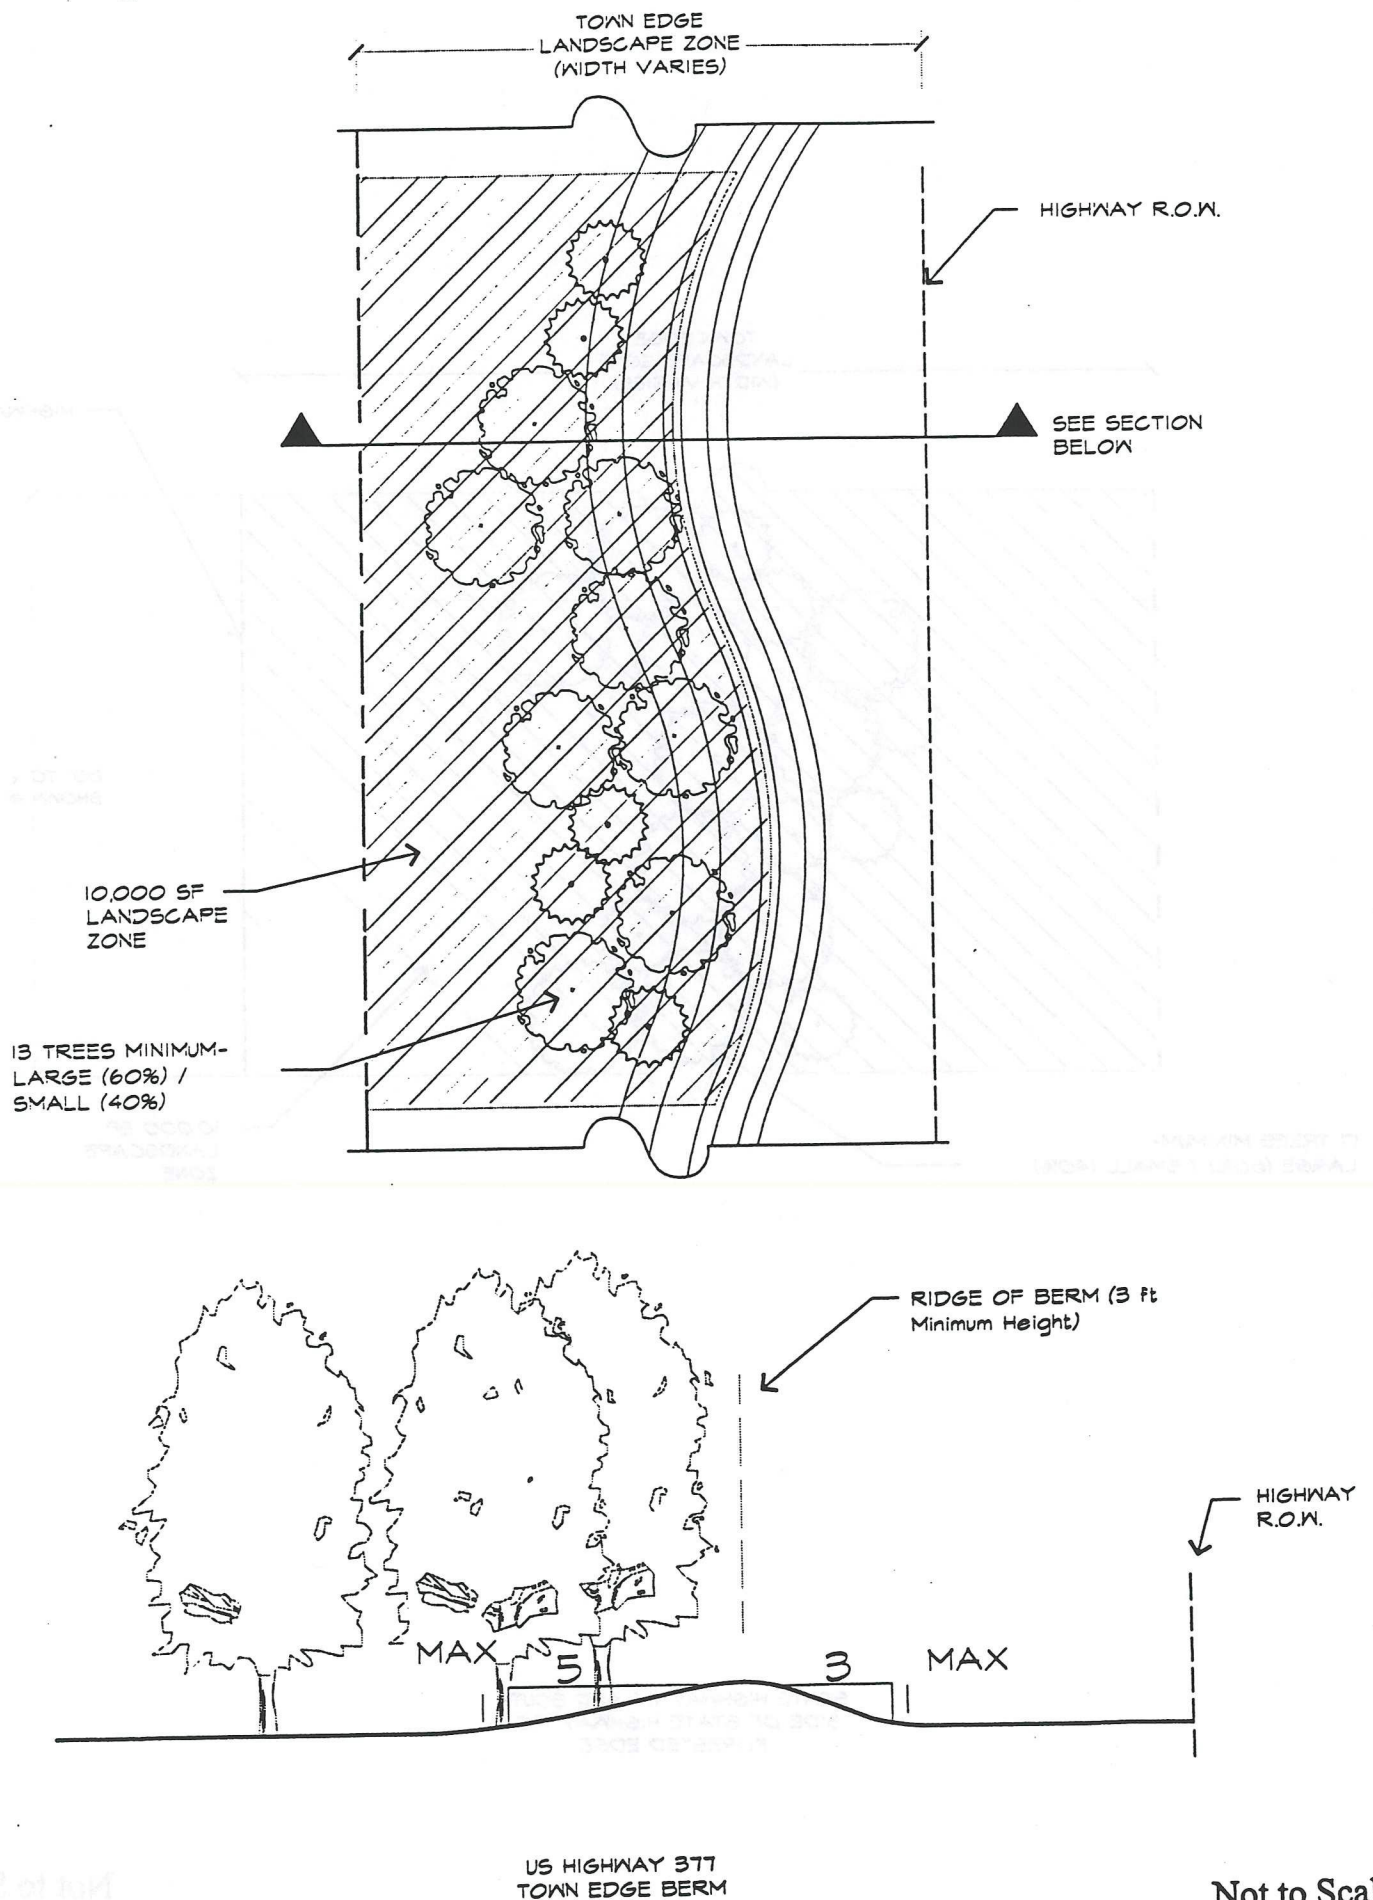 TOWN EDGE
LANDSCAPE ZONE
(WIDTH VARIES)
HIGHWAY R.O.W.
SEE SECTION
BELOW
10,000 SF
LANDSCAPE
ZONE
13 TREES MINIMUM-
LARGE (60%) /
SMALL (40%)
RIDGE OF BERM (3 ft
Minimum Height)
HIGHWAY
R.O.W.
MAX 5 3 MAX
US HIGHWAY 377
TOWN EDGE BERM
Not to Scal